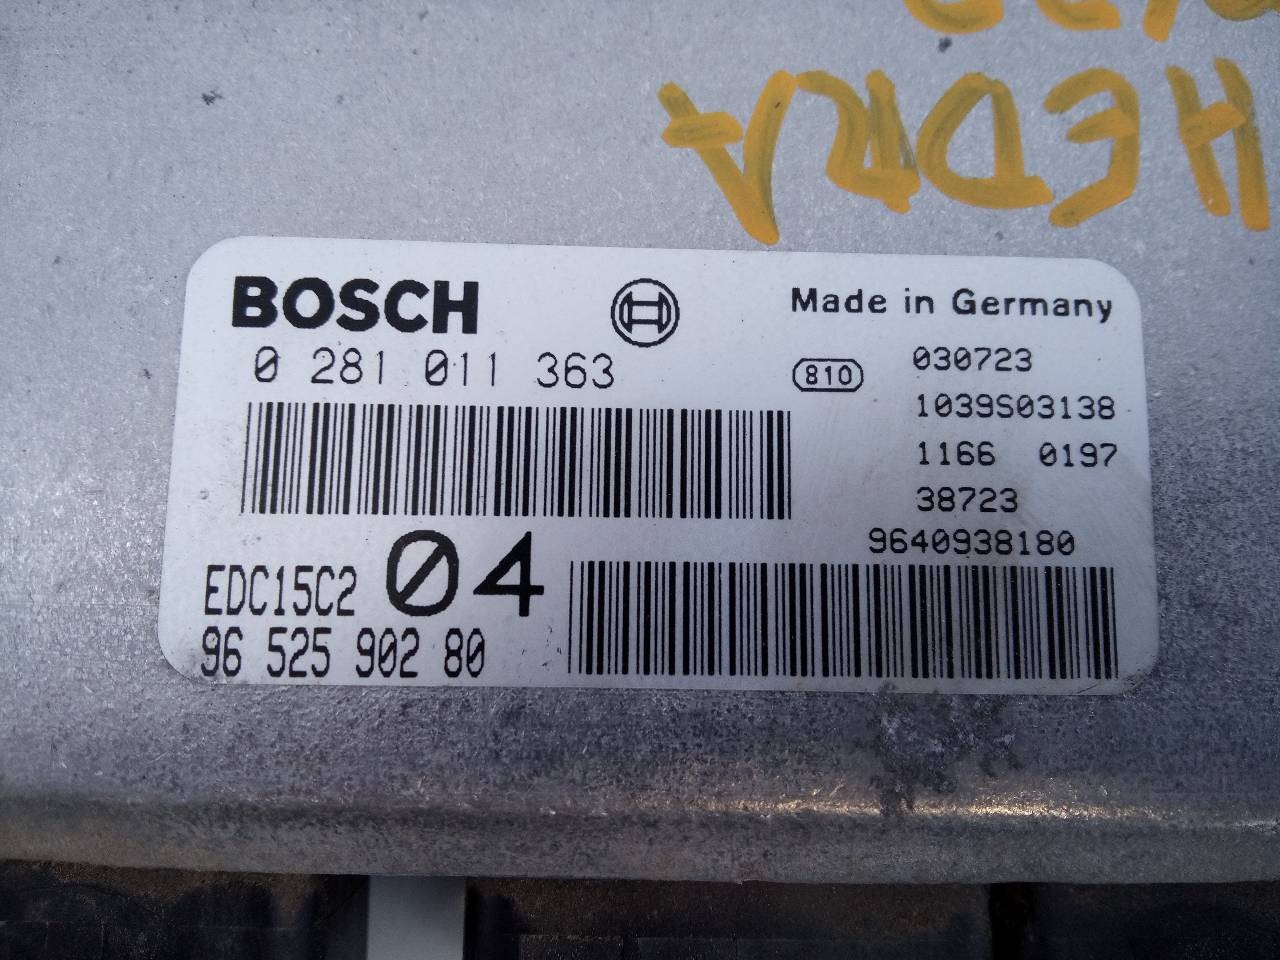 HEDRA
BOSCH
0 281 011 363
Made in Germany
810
030723
1039S03138
1166 0197
38723
9640938180
EDC15C2 04
96 525 902 80